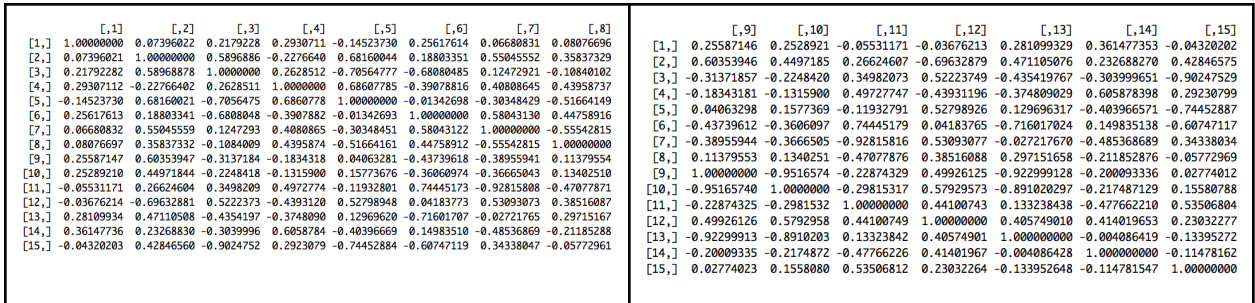 [,1] [,2] [,3] [,4] [,5] [,6] [,7] [,8]
[1,] 1.00000000 0.07396022 0.2179228 0.2930711 -0.14523730 0.25617614 0.06680831 0.08076696
[2,] 0.07396021 1.00000000 0.5896886 -0.2276640 0.68160044 0.18803351 0.55045552 0.35837329
[3,] 0.21792282 0.58968878 1.0000000 0.2628512 -0.70564777 -0.68080485 0.12472921 -0.10840102
[4,] 0.29307112 -0.22766402 0.2628511 1.0000000 0.68607785 -0.39078816 0.40808645 0.43958737
[5,] -0.14523730 0.68160021 -0.7056475 0.6860778 1.00000000 -0.01342698 -0.30348429 -0.51664149
[6,] 0.25617613 0.18803341 -0.6808048 -0.3907882 -0.01342693 1.00000000 0.58043130 0.44758916
[7,] 0.06680832 0.55045559 0.1247293 0.4080865 -0.30348451 0.58043122 1.00000000 -0.55542815
[8,] 0.08076697 0.35837332 -0.1084009 0.4395874 -0.51664161 0.44758912 -0.55542815 1.00000000
[9,] 0.25587147 0.60353947 -0.3137184 -0.1834318 0.04063281 -0.43739618 -0.38955941 0.11379554
[10,] 0.25289210 0.44971844 -0.2248418 -0.1315900 0.15773676 -0.36060974 -0.36665043 0.13402510
[11,] -0.05531171 0.26624604 0.3498209 0.4972774 -0.11932801 0.74445173 -0.92815808 -0.47077871
[12,] -0.03676214 -0.69632881 0.5222373 -0.4393120 0.52798948 0.04183773 0.53093073 0.38516087
[13,] 0.28109934 0.47110508 -0.4354197 -0.3748090 0.12969620 -0.71601707 -0.02721765 0.29715167
[14,] 0.36147736 0.23268830 -0.3039996 0.6058784 -0.40396669 0.14983510 -0.48536869 -0.21185288
[15,] -0.04320203 0.42846560 -0.9024752 0.2923079 -0.74452884 -0.60747119 0.34338047 -0.05772961
[,9] [,10] [,11] [,12] [,13] [,14] [,15]
[1,] 0.25587146 0.2528921 -0.05531171 -0.03676213 0.281099329 0.361477353 -0.04320202
[2,] 0.60353946 0.4497185 0.26624607 -0.69632879 0.471105076 0.232688270 0.42846575
[3,] -0.31371857 -0.2248420 0.34982073 0.52223749 -0.435419767 -0.303999651 -0.90247529
[4,] -0.18343181 -0.1315900 0.49727747 -0.43931196 -0.374809029 0.605878398 0.29230799
[5,] 0.04063298 0.1577369 -0.11932791 0.52798926 0.129696317 -0.403966571 -0.74452887
[6,] -0.43739612 -0.3606097 0.74445179 0.04183765 -0.716017024 0.149835138 -0.60747117
[7,] -0.38955944 -0.3666505 -0.92815816 0.53093077 -0.027217670 -0.485368689 0.34338034
[8,] 0.11379553 0.1340251 -0.47077876 0.38516088 0.297151658 -0.211852876 -0.05772969
[9,] 1.00000000 -0.9516574 -0.22874329 0.49926125 -0.922999128 -0.200093336 0.02774012
[10,] -0.95165740 1.0000000 -0.29815317 0.57929573 -0.891020297 -0.217487129 0.15580788
[11,] -0.22874325 -0.2981532 1.00000000 0.44100743 0.133238438 -0.477662210 0.53506804
[12,] 0.49926126 0.5792958 0.44100749 1.00000000 0.405749010 0.414019653 0.23032277
[13,] -0.92299913 -0.8910203 0.13323842 0.40574901 1.000000000 -0.004086419 -0.13395272
[14,] -0.20009335 -0.2174872 -0.47766226 0.41401967 -0.004086428 1.000000000 -0.11478162
[15,] 0.02774023 0.1558080 0.53506812 0.23032264 -0.133952648 -0.114781547 1.00000000